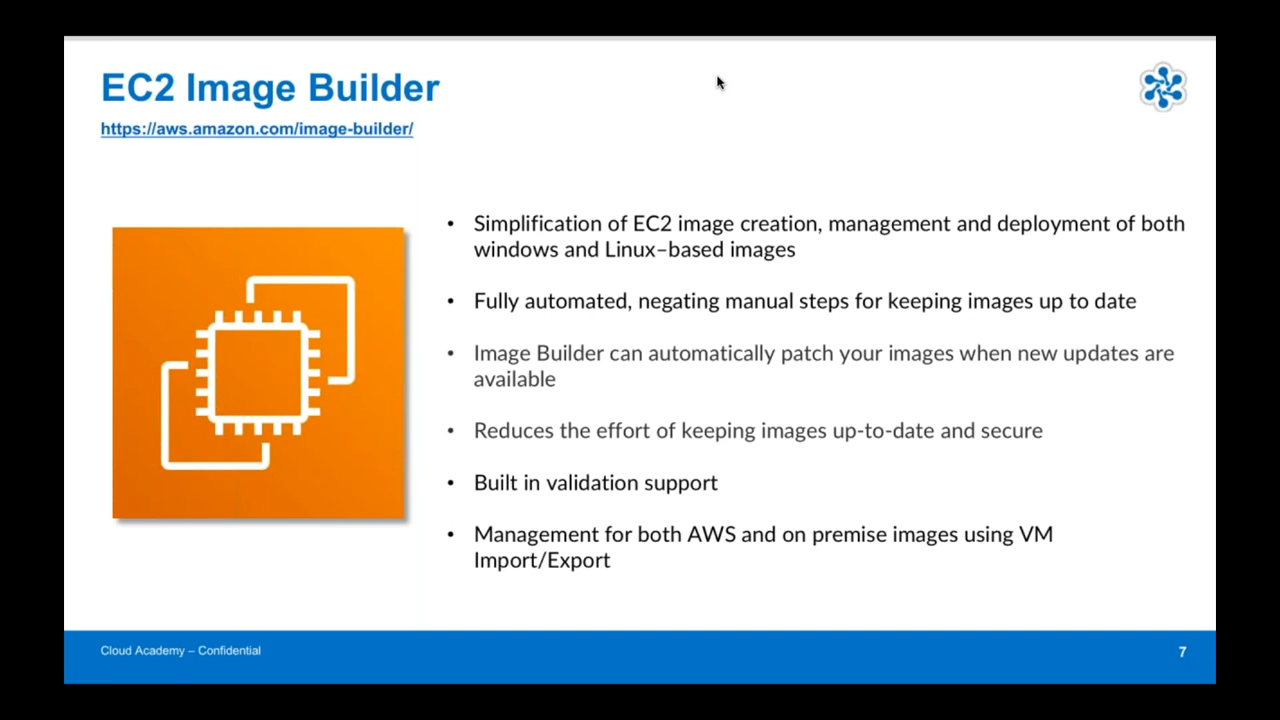 EC2 Image Builder
https://aws.amazon.com/image-builder/
• Simplification of EC2 image creation, management and deployment of both
windows and Linux–based images
• Fully automated, negating manual steps for keeping images up to date
• Image Builder can automatically patch your images when new updates are
available
• Reduces the effort of keeping images up-to-date and secure
• Built in validation support
• Management for both AWS and on premise images using VM
Import/Export
Cloud Academy – Confidential
7